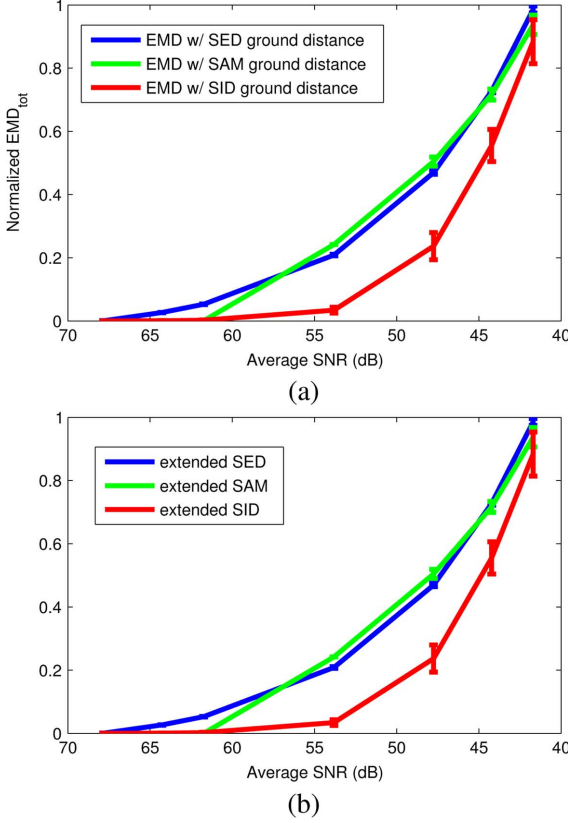 1
0.8
0.6
0.4
0.2
0
Normalized EMD_tot
EMD w/ SED ground distance
EMD w/ SAM ground distance
EMD w/ SID ground distance
70 65 60 55 50 45 40
Average SNR (dB)
(a)
1
0.8
0.6
0.4
0.2
0
extended SED
extended SAM
extended SID
70 65 60 55 50 45 40
Average SNR (dB)
(b)